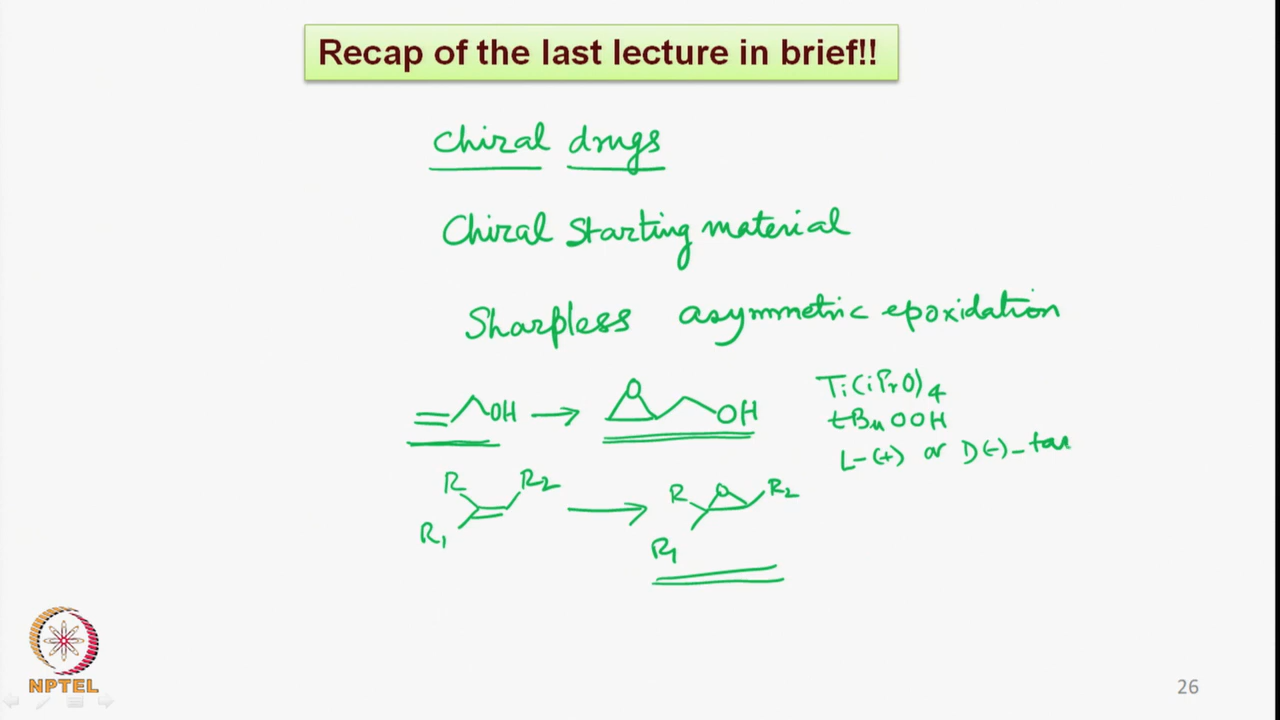 Recap of the last lecture in brief!!
Chiral drugs
Chiral Starting material
Sharpless asymmetric epoxidation
OH → O OH
Ti(iPrO)4
tBuOOH
L-(+) or D(-)-tar
R R2 → R O R2
R1 R1
NPTEL
26